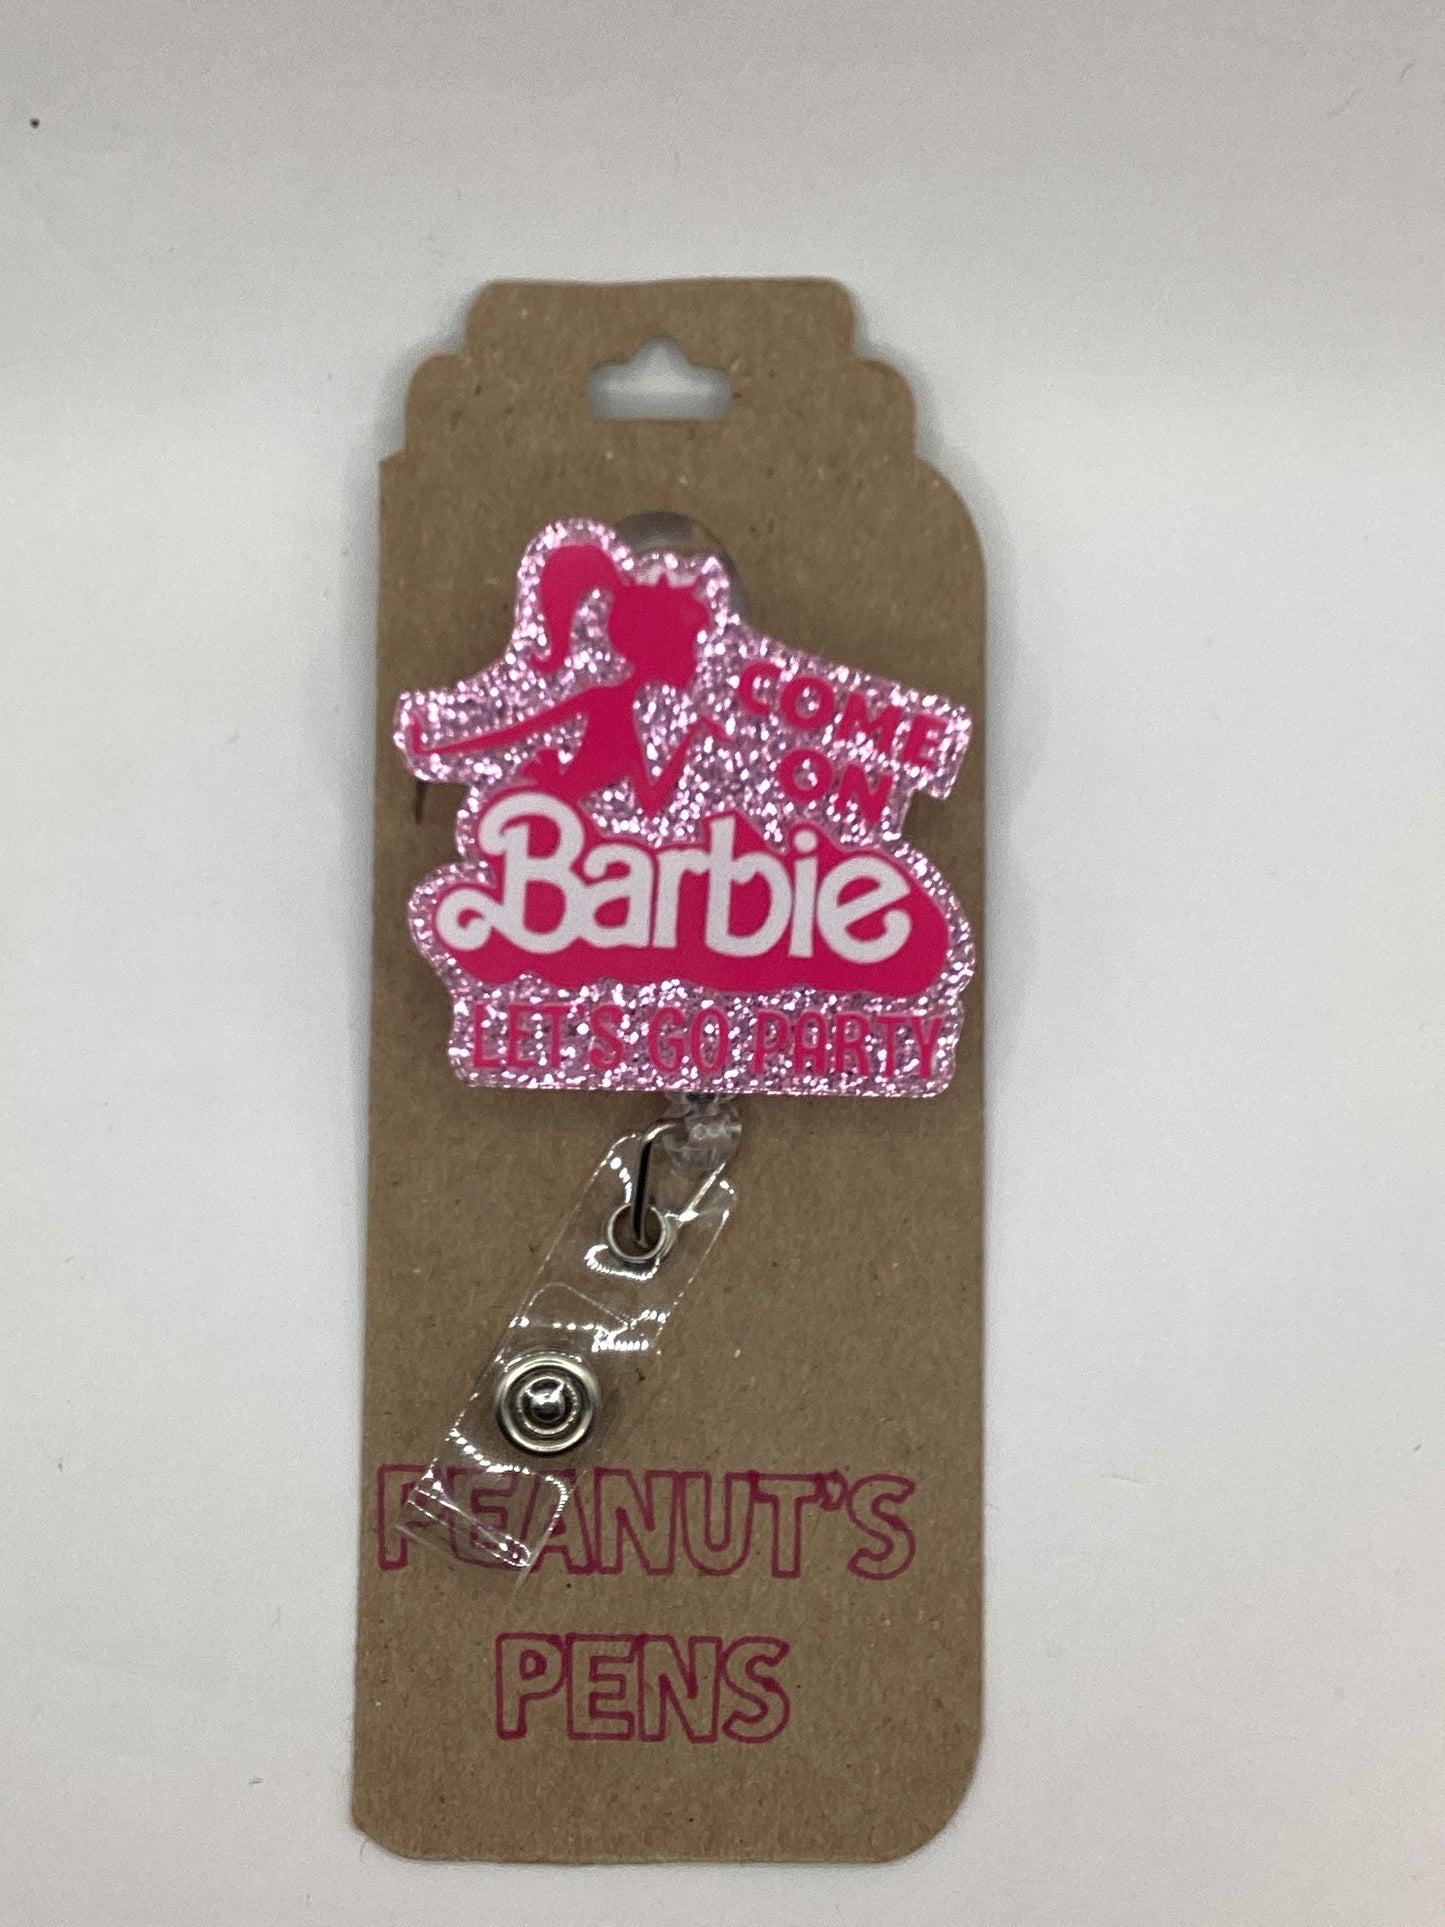 COME
ON
Barbie
LET'S GO PARTY
PEANUT'S
PENS